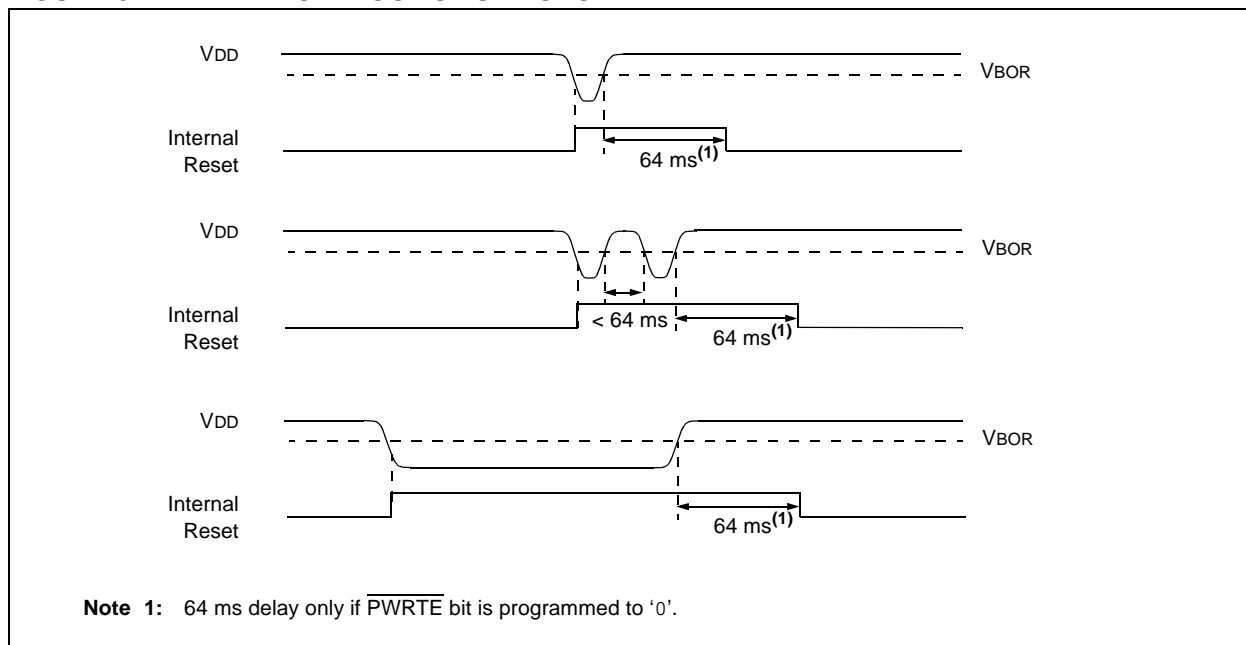 VDD
VBOR
Internal
Reset
64 ms(1)
VDD
VBOR
Internal
Reset
< 64 ms
64 ms(1)
VDD
VBOR
Internal
Reset
64 ms(1)
Note 1: 64 ms delay only if PWRTE bit is programmed to ‘0’.